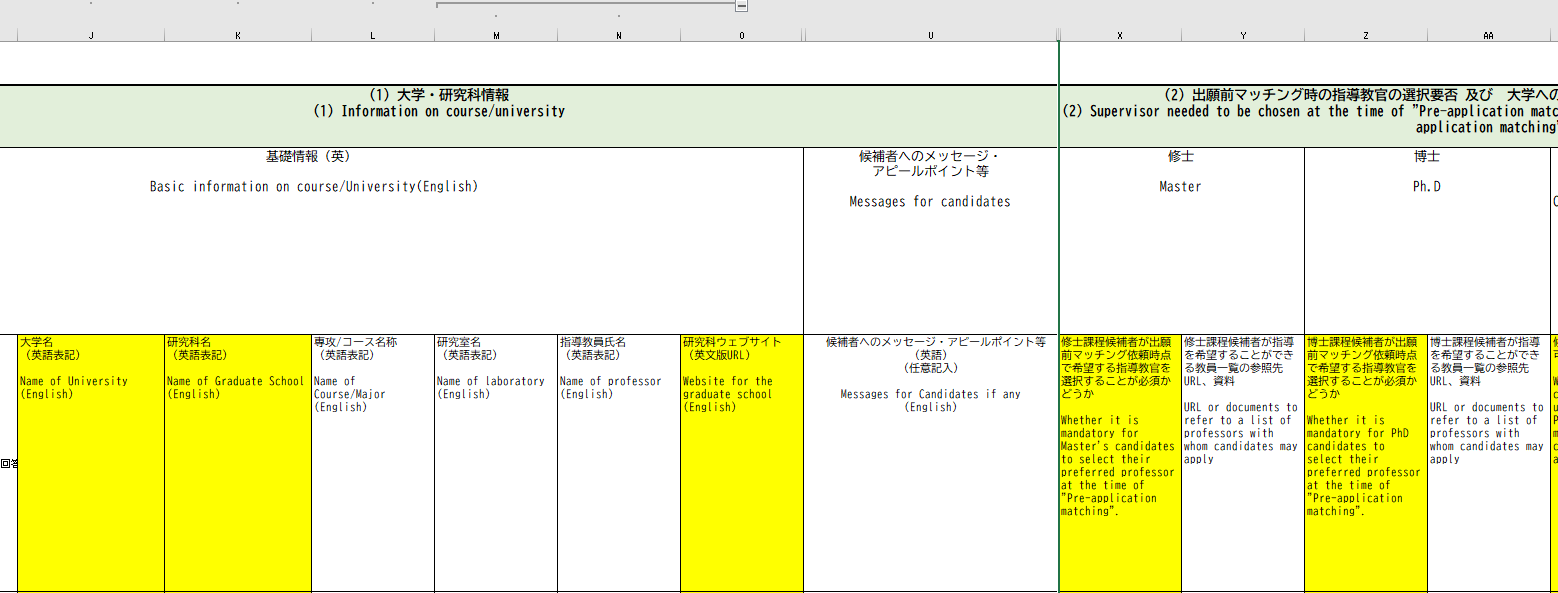 J K L M N O U X Y Z AA
(1) 大学・研究科情報
(1) Information on course/university
(2) 出願前マッチング時の指導教官の選択要否 及び 大学への
(2) Supervisor needed to be chosen at the time of ”Pre-application matc
application matching”
基礎情報（英）
Basic information on course/University(English)
候補者へのメッセージ・
アピールポイント等
Messages for candidates
修士
Master
博士
Ph.D
回答
大学名
（英語表記）
Name of University
(English)
研究科名
（英語表記）
Name of Graduate School
(English)
専攻/コース名称
（英語表記）
Name of
Course/Major
(English)
研究室名
（英語表記）
Name of laboratory
(English)
指導教員氏名
（英語表記）
Name of professor
(English)
研究科ウェブサイト
（英文版URL）
Website for the
graduate school
(English)
候補者へのメッセージ・アピールポイント等
（英語）
（任意記入）
Messages for Candidates if any
(English)
修士課程候補者が出願
前マッチング依頼時点
で希望する指導教官を
選択することが必須か
どうか
Whether it is
mandatory for
Master's candidates
to select their
preferred professor
at the time of
”Pre-application
matching”.
修士課程候補者が指導
を希望することができ
る教員一覧の参照先
URL、資料
URL or documents to
refer to a list of
professors with
whom candidates may
apply
博士課程候補者が出願
前マッチング依頼時点
で希望する指導教官を
選択することが必須か
どうか
Whether it is
mandatory for PhD
candidates to
select their
preferred professor
at the time of
”Pre-application
matching”.
博士課程候補者が指導
を希望することができ
る教員一覧の参照先
URL、資料
URL or documents to
refer to a list of
professors with
whom candidates may
apply